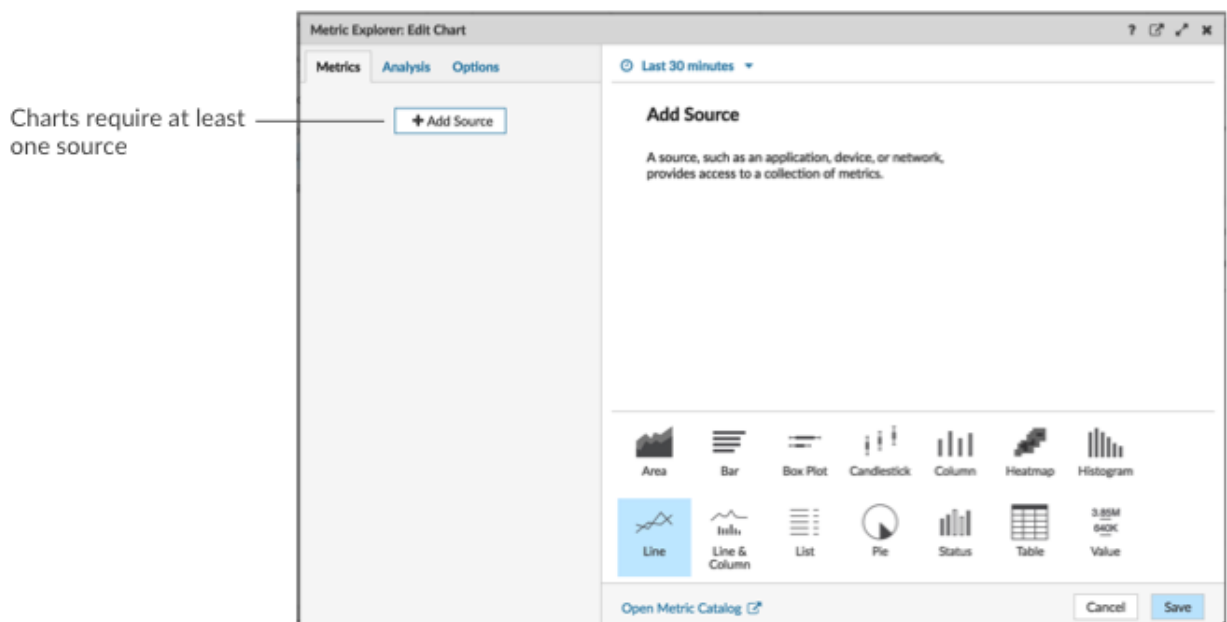 Metric Explorer: Edit Chart
?
Metrics Analysis Options
Last 30 minutes
Charts require at least
one source
+ Add Source
Add Source
A source, such as an application, device, or network,
provides access to a collection of metrics.
Area Bar Box Plot Candlestick Column Heatmap Histogram
3.85M
640K
Line Line & List Pie Status Table Value
Column
Open Metric Catalog
Cancel Save